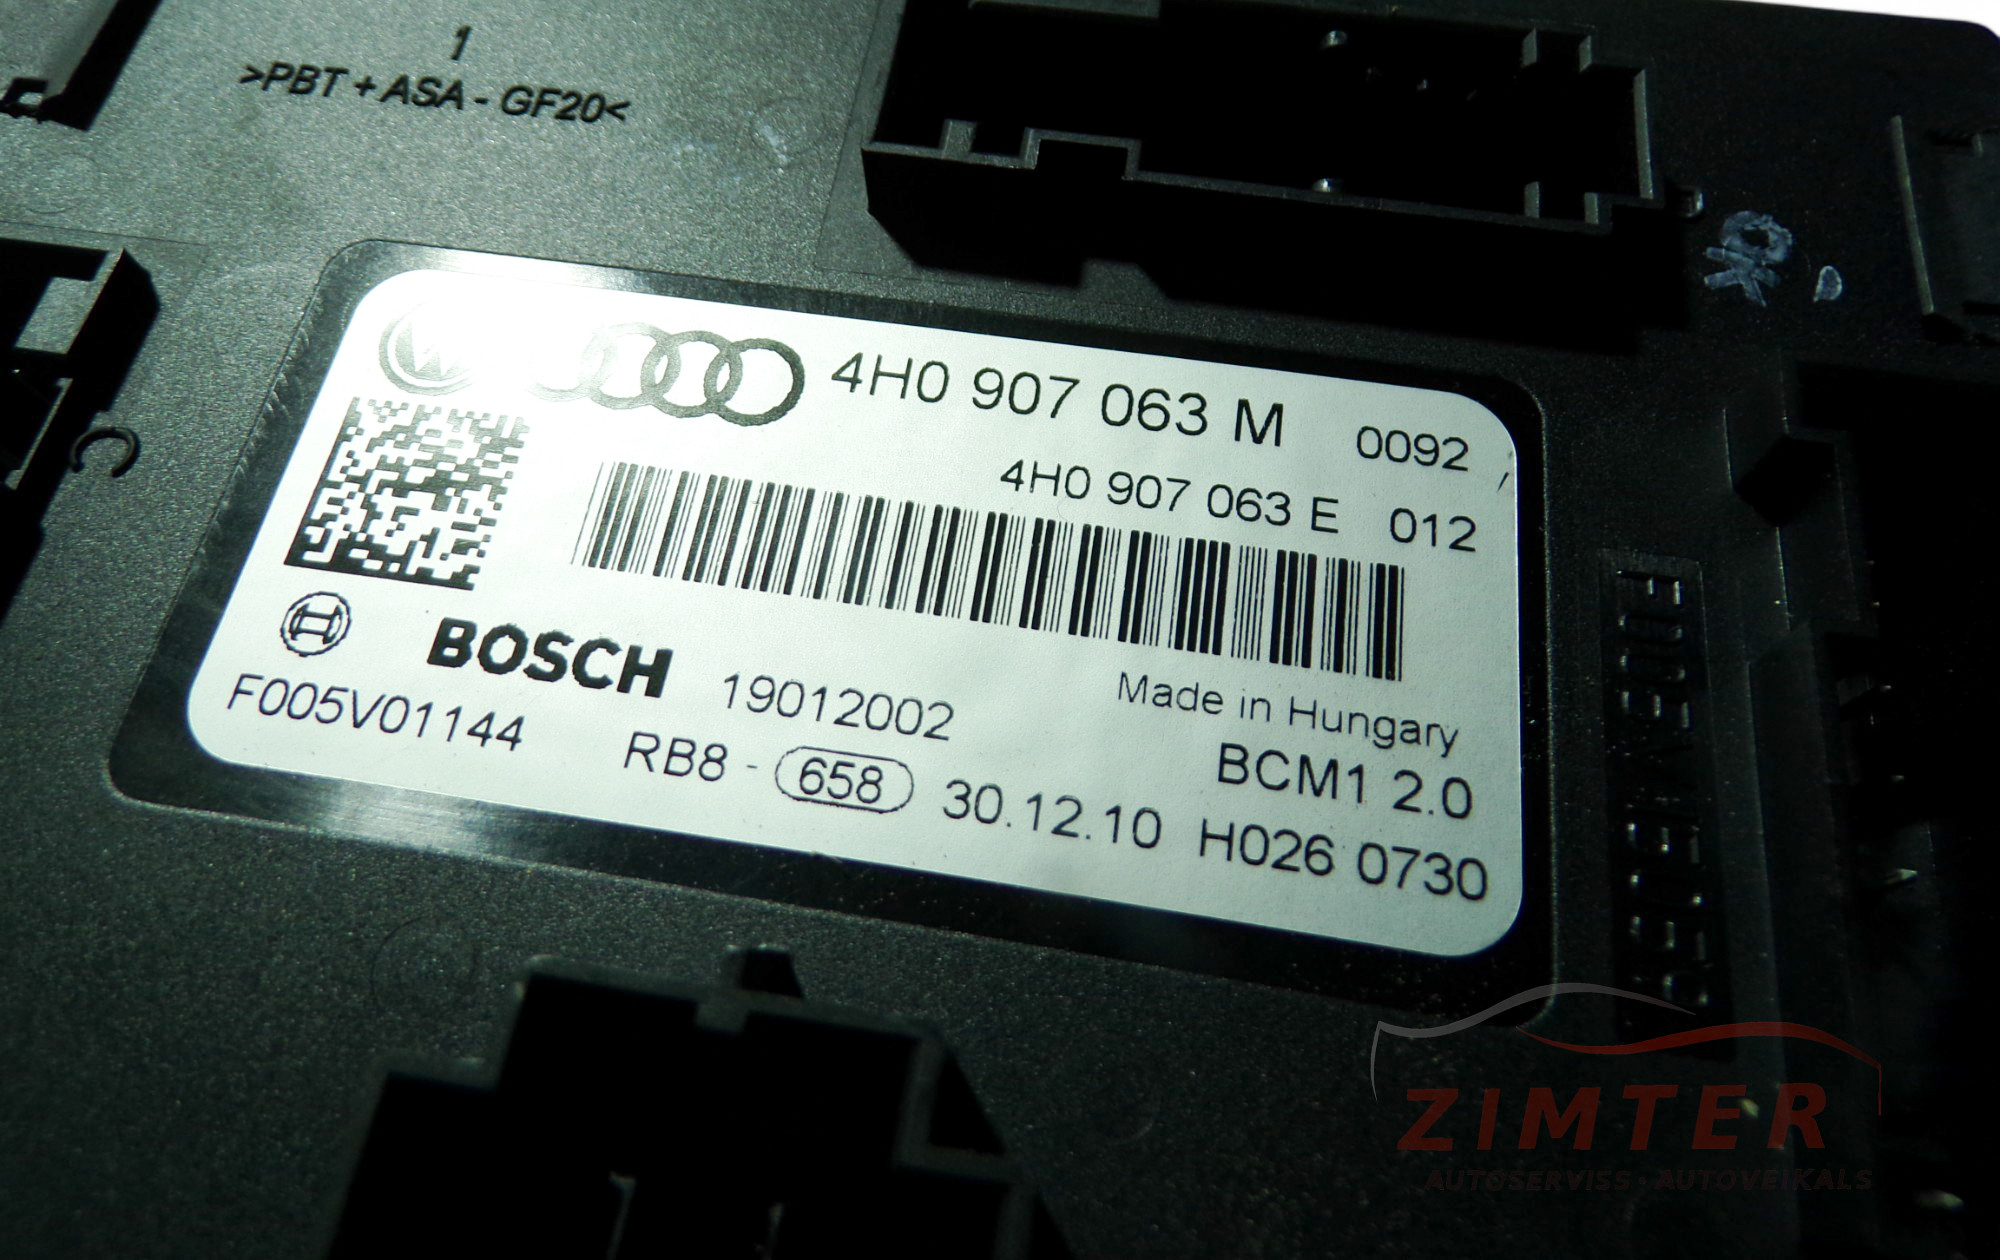 1
>PBT + ASA - GF20<
4H0 907 063 M 0092
4H0 907 063 E 012
BOSCH 19012002 Made in Hungary
F005V01144 RB8 - 658 30.12.10 BCM1 2.0
H026 0730
ZIMTER
AUTOSERVISS · AUTOVEIKALS